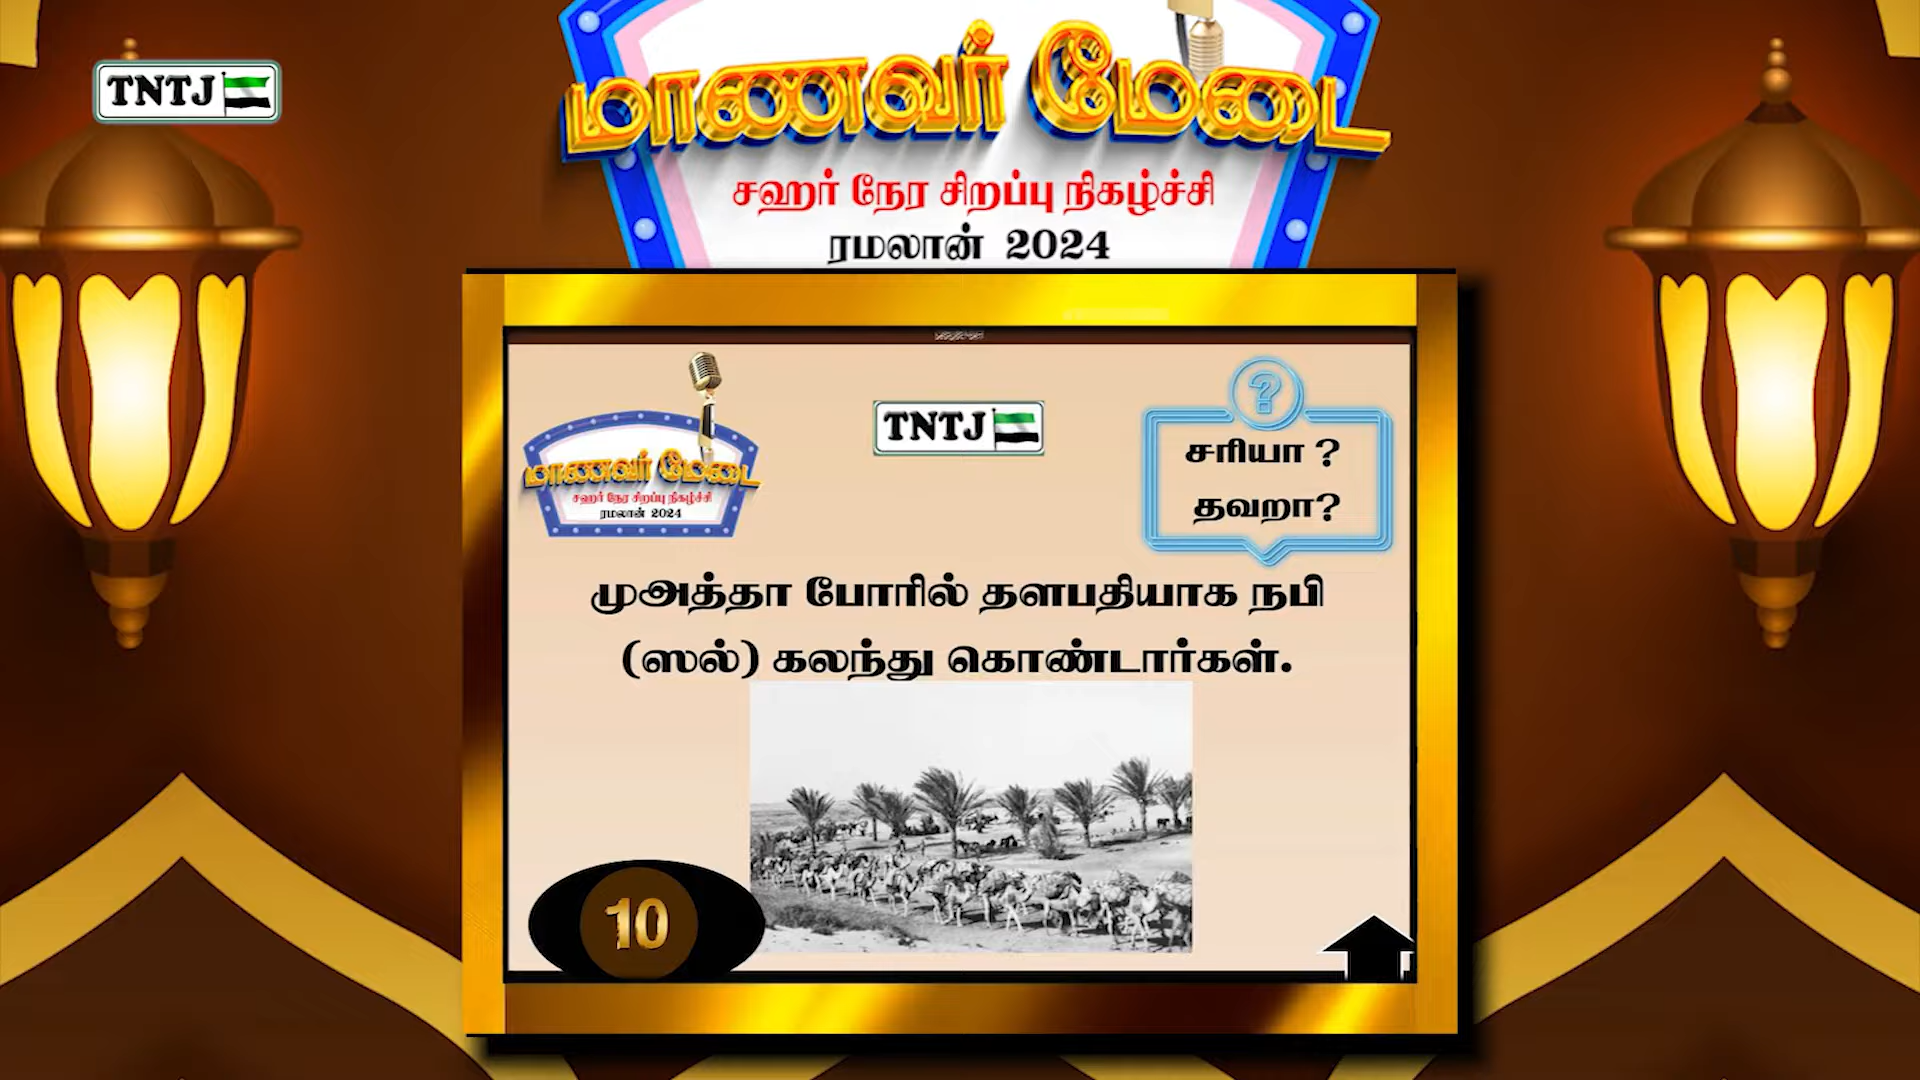 TNTJ
மாணவர் மேடை
சஹர் நேர சிறப்பு நிகழ்ச்சி
ரமலான் 2024
மாணவர் மேடை
சஹர் நேர சிறப்பு நிகழ்ச்சி
ரமலான் 2024
TNTJ
?
சரியா ?
தவறா?
முஅத்தா போரில் தளபதியாக நபி
(ஸல்) கலந்து கொண்டார்கள்.
10